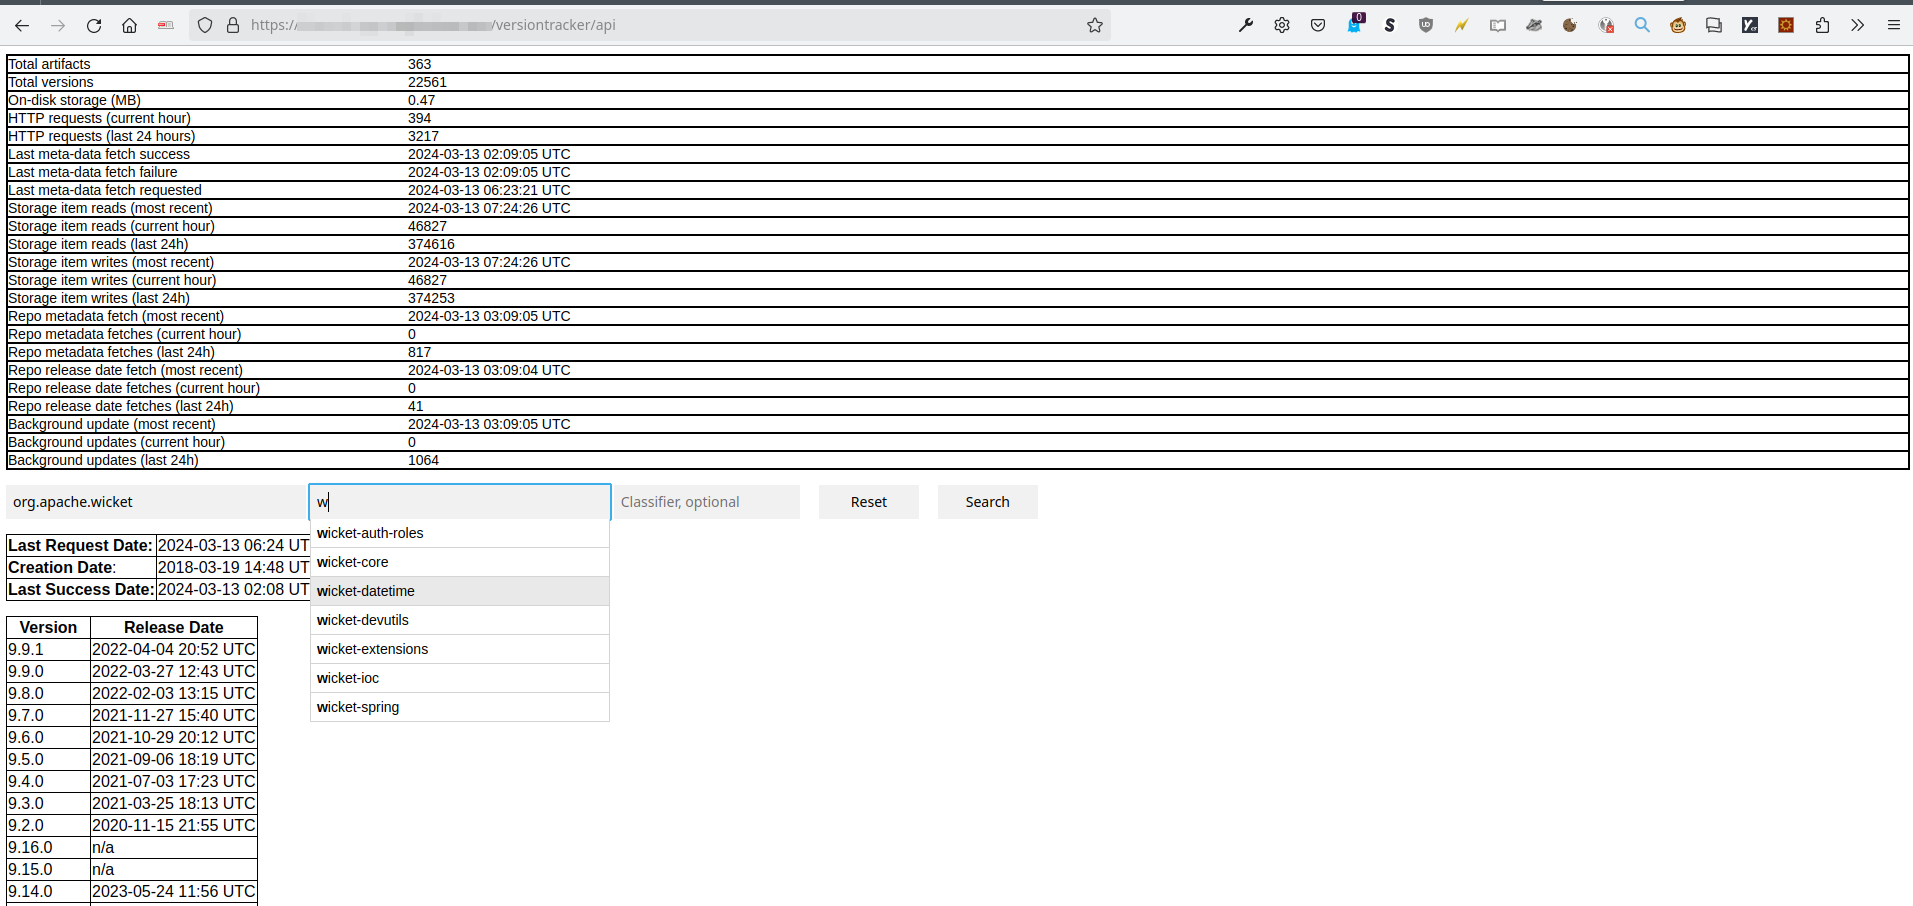 https:// /versiontracker/api
0
Total artifacts 363
Total versions 22561
On-disk storage (MB) 0.47
HTTP requests (current hour) 394
HTTP requests (last 24 hours) 3217
Last meta-data fetch success 2024-03-13 02:09:05 UTC
Last meta-data fetch failure 2024-03-13 02:09:05 UTC
Last meta-data fetch requested 2024-03-13 06:23:21 UTC
Storage item reads (most recent) 2024-03-13 07:24:26 UTC
Storage item reads (current hour) 46827
Storage item reads (last 24h) 374616
Storage item writes (most recent) 2024-03-13 07:24:26 UTC
Storage item writes (current hour) 46827
Storage item writes (last 24h) 374253
Repo metadata fetch (most recent) 2024-03-13 03:09:05 UTC
Repo metadata fetches (current hour) 0
Repo metadata fetches (last 24h) 817
Repo release date fetch (most recent) 2024-03-13 03:09:04 UTC
Repo release date fetches (current hour) 0
Repo release date fetches (last 24h) 41
Background update (most recent) 2024-03-13 03:09:05 UTC
Background updates (current hour) 0
Background updates (last 24h) 1064
org.apache.wicket w Classifier, optional Reset Search
wicket-auth-roles
wicket-core
wicket-datetime
wicket-devutils
wicket-extensions
wicket-ioc
wicket-spring
Last Request Date: 2024-03-13 06:24 UT
Creation Date: 2018-03-19 14:48 UT
Last Success Date: 2024-03-13 02:08 UT
Version Release Date
9.9.1 2022-04-04 20:52 UTC
9.9.0 2022-03-27 12:43 UTC
9.8.0 2022-02-03 13:15 UTC
9.7.0 2021-11-27 15:40 UTC
9.6.0 2021-10-29 20:12 UTC
9.5.0 2021-09-06 18:19 UTC
9.4.0 2021-07-03 17:23 UTC
9.3.0 2021-03-25 18:13 UTC
9.2.0 2020-11-15 21:55 UTC
9.16.0 n/a
9.15.0 n/a
9.14.0 2023-05-24 11:56 UTC